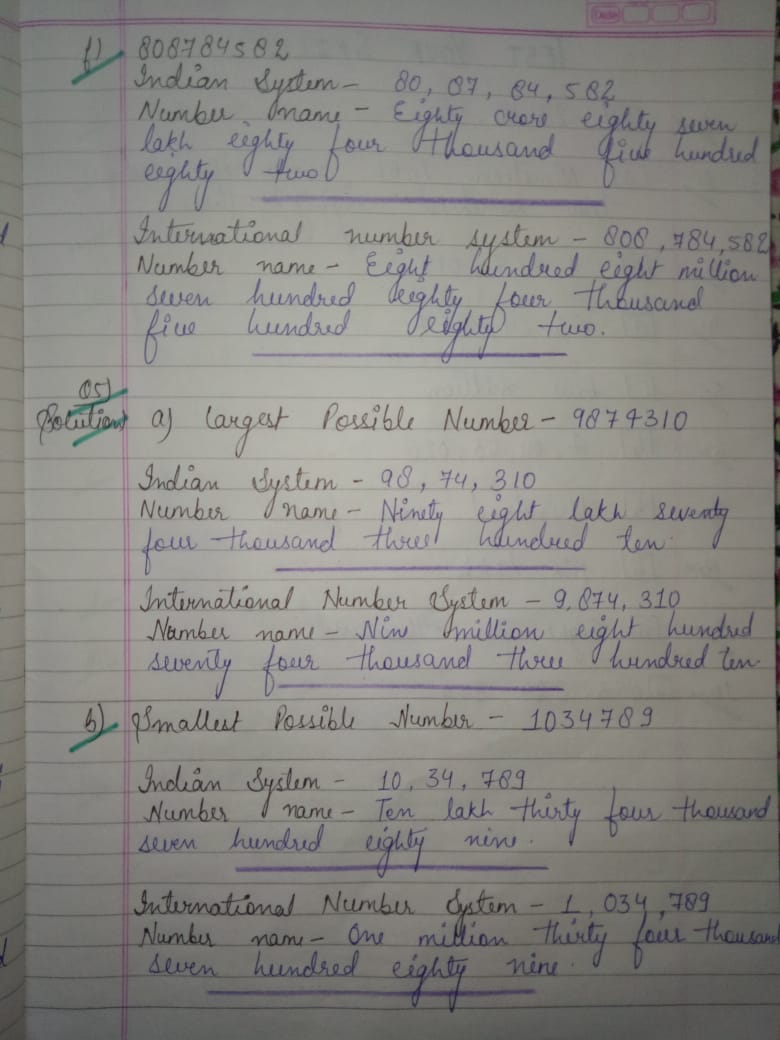 Date
f) 808784582
Indian System - 80, 87, 84, 582
Number name - Eighty crore eighty seven
lakh eighty four thousand five hundred
eighty two
International number system - 808, 784, 582
Number name - Eight hundred eight million
seven hundred eighty four thousand
five hundred eighty two.
Q5)
Solution) a) largest Possible Number - 9874310
Indian System - 98, 74, 310
Number name - Ninety eight lakh seventy
four thousand three hundred ten.
International Number System - 9,874, 310
Number name - Nine million eight hundred
seventy four thousand three hundred ten.
b) Smallest Possible Number - 1034789
Indian System - 10, 34, 789
Number name - Ten lakh thirty four thousand
seven hundred eighty nine.
International Number System - 1, 034, 789
Number name - One million thirty four thousand
seven hundred eighty nine.